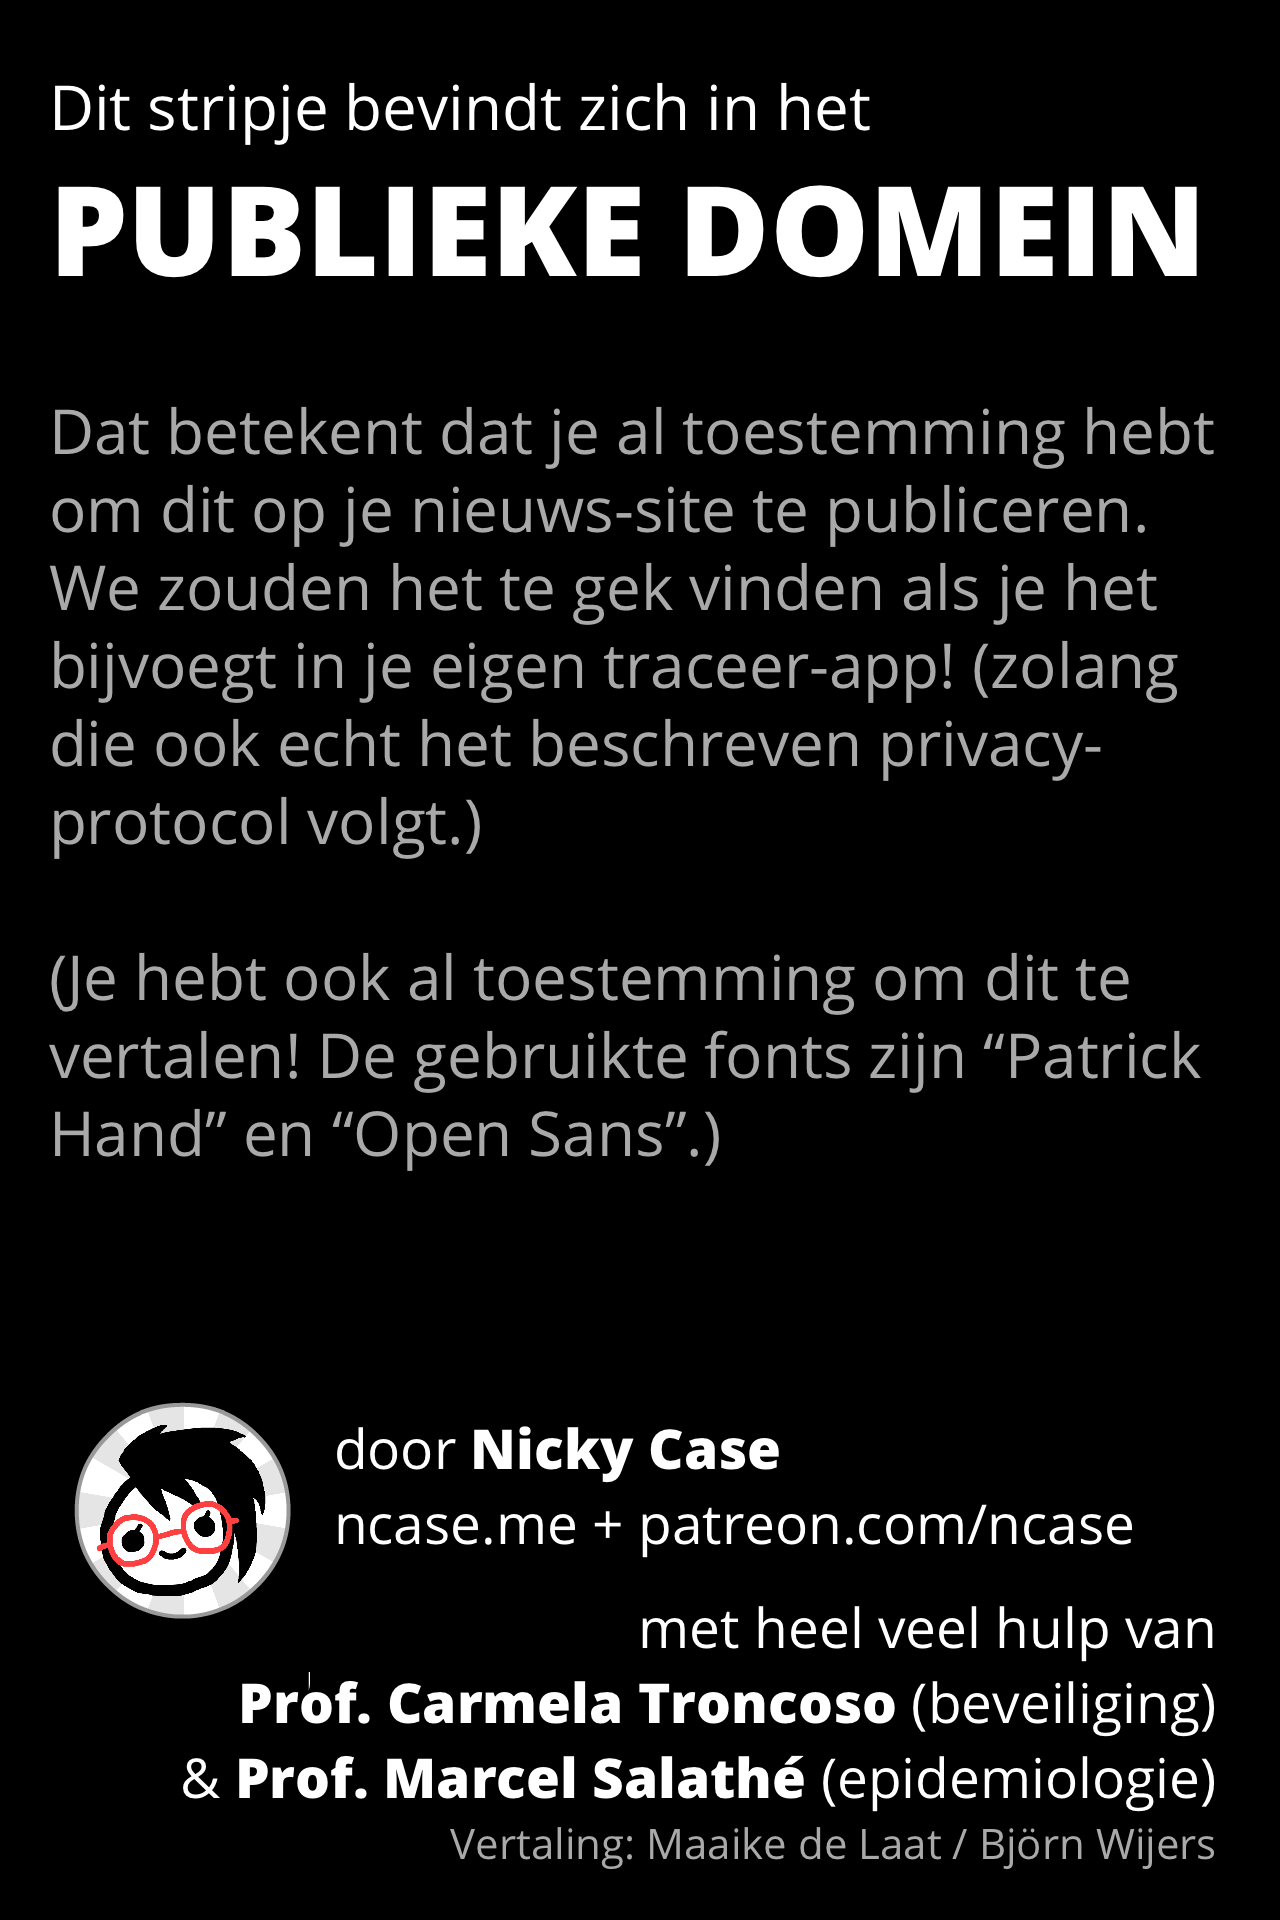 Dit stripje bevindt zich in het
PUBLIEKE DOMEIN
Dat betekent dat je al toestemming hebt
om dit op je nieuws-site te publiceren.
We zouden het te gek vinden als je het
bijvoegt in je eigen traceer-app! (zolang
die ook echt het beschreven privacy-
protocol volgt.)
(Je hebt ook al toestemming om dit te
vertalen! De gebruikte fonts zijn “Patrick
Hand” en “Open Sans”.)
door Nicky Case
ncase.me + patreon.com/ncase
met heel veel hulp van
Prof. Carmela Troncoso (beveiliging)
& Prof. Marcel Salathé (epidemiologie)
Vertaling: Maaike de Laat / Björn Wijers